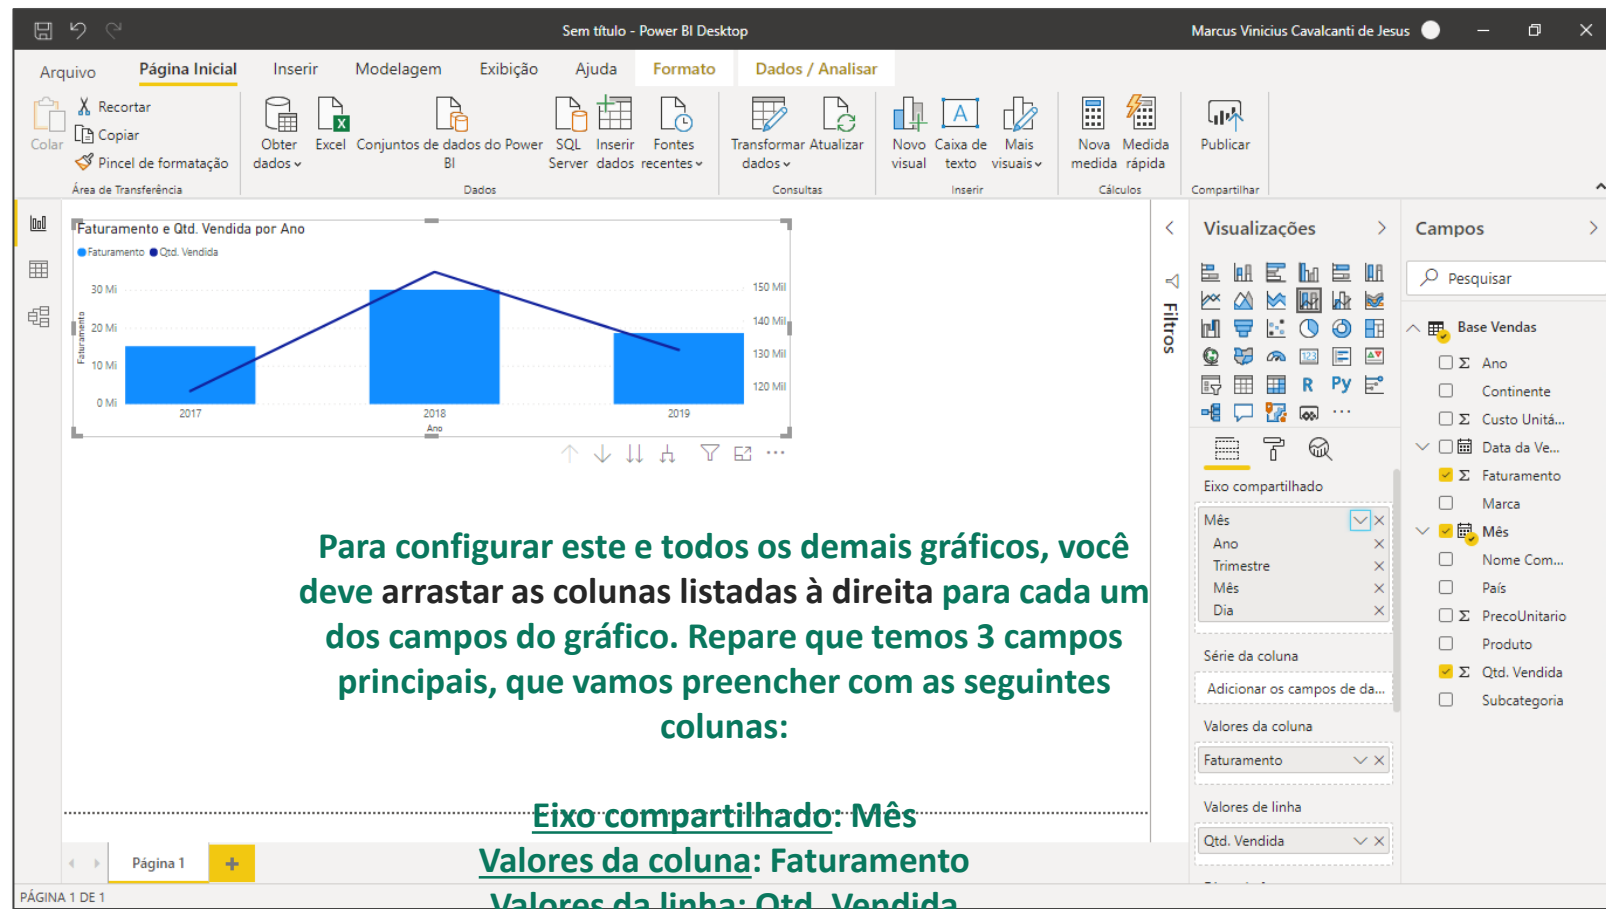 Sem título - Power BI Desktop
Marcus Vinicius Cavalcanti de Jesus
Arquivo
Página Inicial
Inserir
Modelagem
Exibição
Ajuda
Formato
Dados / Analisar
Colar
Recortar
Copiar
Pincel de formatação
Área de Transferência
Obter dados
Excel
Conjuntos de dados do Power BI
SQL Server
Inserir dados
Fontes recentes
Dados
Transformar dados
Atualizar
Consultas
Novo visual
Caixa de texto
Mais visuais
Inserir
Nova medida
Medida rápida
Cálculos
Publicar
Compartilhar
Faturamento e Qtd. Vendida por Ano
Faturamento
Qtd. Vendida
30 Mi
20 Mi
10 Mi
0 Mi
Faturamento
150 Mil
140 Mil
130 Mil
120 Mil
2017
2018
2019
Ano
Para configurar este e todos os demais gráficos, você
deve arrastar as colunas listadas à direita para cada um
dos campos do gráfico. Repare que temos 3 campos
principais, que vamos preencher com as seguintes
colunas:
Eixo compartilhado: Mês
Valores da coluna: Faturamento
Valores da linha: Qtd. Vendida
Filtros
Visualizações
123
R
Py
Eixo compartilhado
Mês
Ano
Trimestre
Mês
Dia
Série da coluna
Adicionar os campos de da...
Valores da coluna
Faturamento
Valores de linha
Qtd. Vendida
Campos
Pesquisar
Base Vendas
Σ Ano
Continente
Σ Custo Unitá...
Data da Ve...
Σ Faturamento
Marca
Mês
Nome Com...
País
Σ PrecoUnitario
Produto
Σ Qtd. Vendida
Subcategoria
Página 1
PÁGINA 1 DE 1